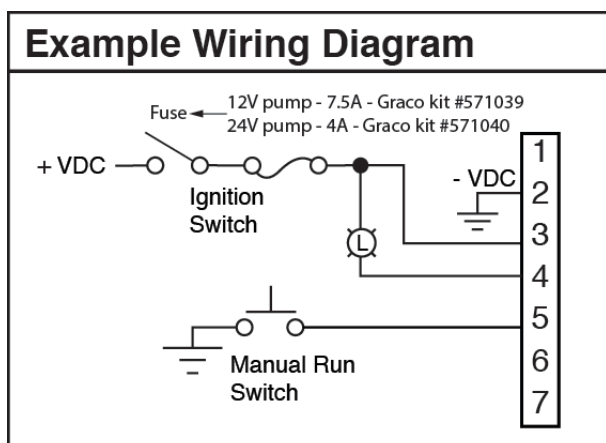 Example Wiring Diagram
12V pump - 7.5A - Graco kit #571039
Fuse
24V pump - 4A - Graco kit #571040
+ VDC
Ignition
Switch
- VDC
L
Manual Run
Switch
1
2
3
4
5
6
7